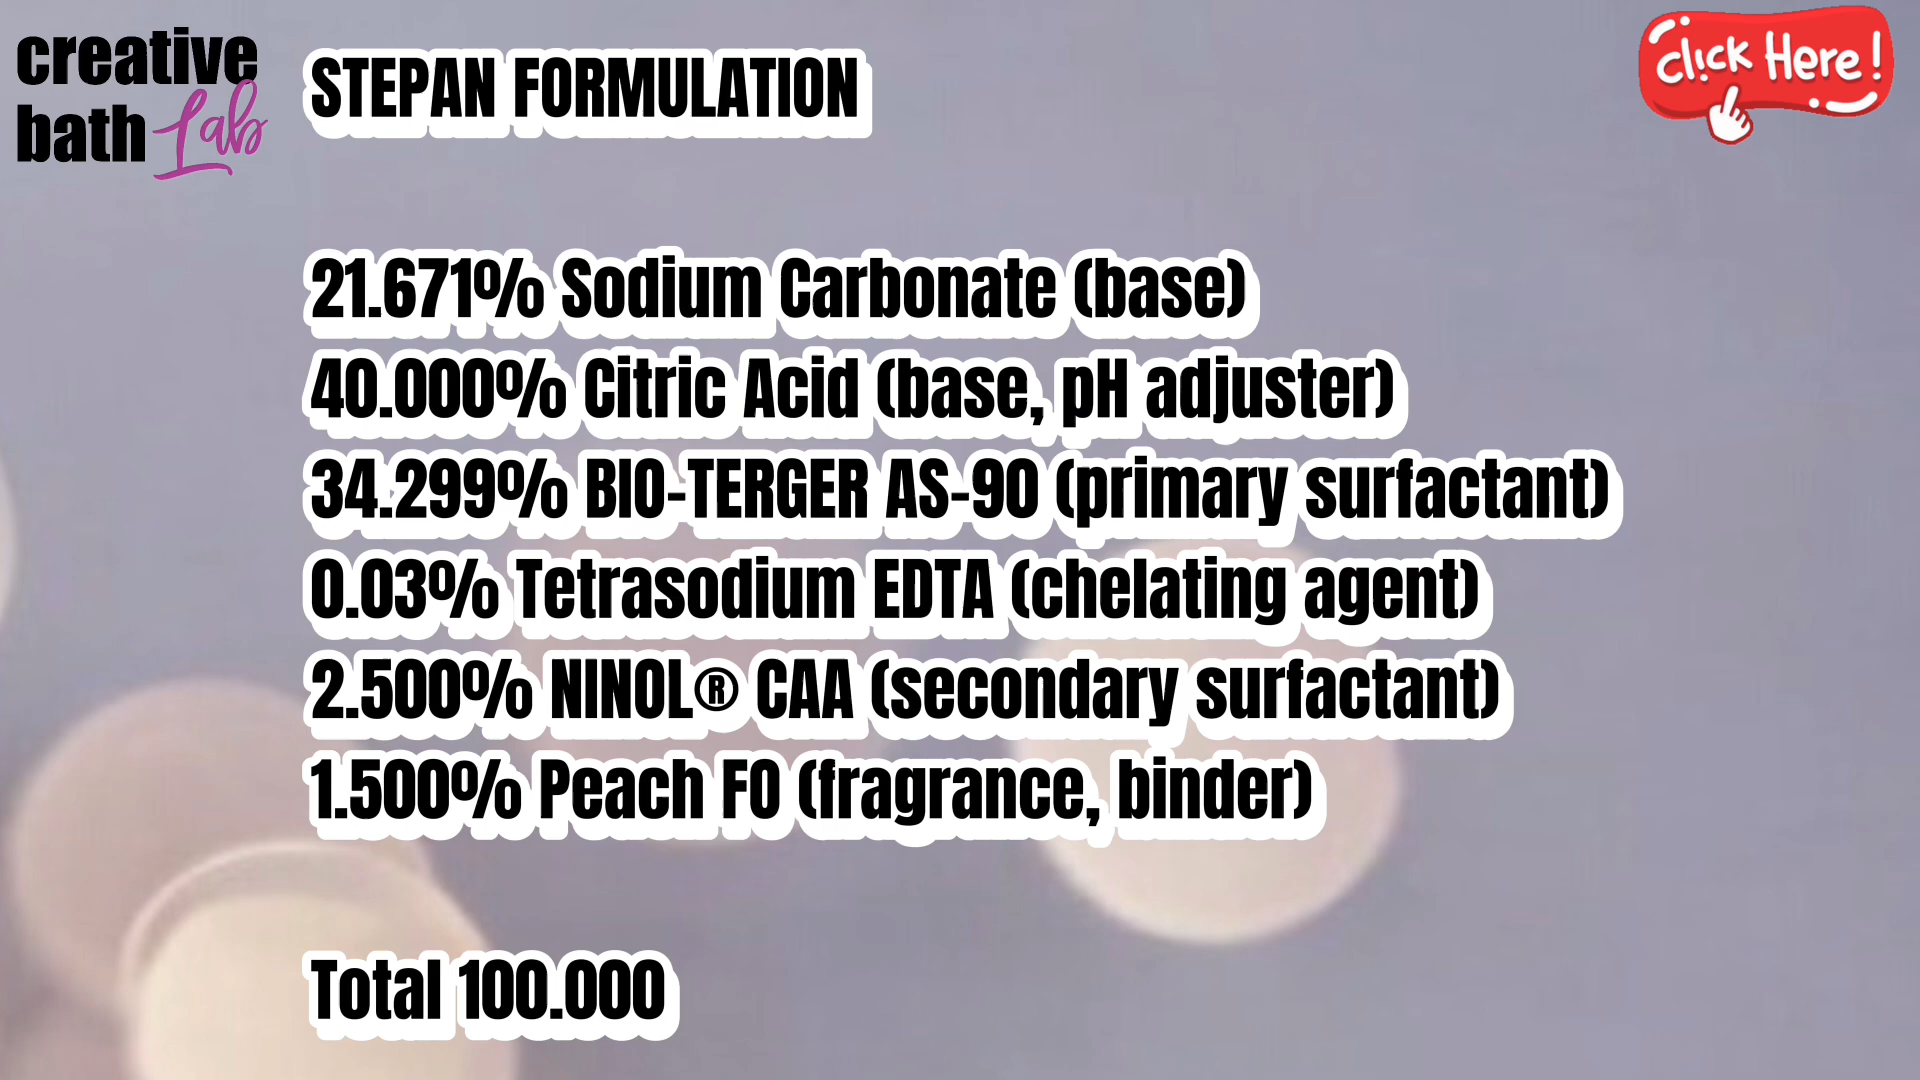 creative
bath Lab
STEPAN FORMULATION
Click Here!
21.671% Sodium Carbonate (base)
40.000% Citric Acid (base, pH adjuster)
34.299% BIO-TERGER AS-90 (primary surfactant)
0.03% Tetrasodium EDTA (chelating agent)
2.500% NINOL® CAA (secondary surfactant)
1.500% Peach FO (fragrance, binder)
Total 100.000